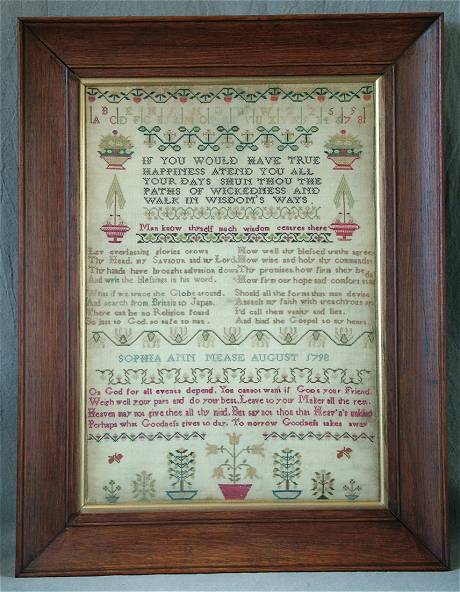 IF YOU WOULD HAVE TRUE
HAPPINESS ATEND YOU ALL
YOUR DAYS SHUN THOU THE
PATHS OF WICKEDNESS AND
WALK IN WISDOM'S WAYS
Man know thyself much wisdom centres there
Let everlasting glories crown
Thy Head, my Saviour and my Lord
Thy hands have brought salvation down
And writ the blessings in his word.
What if we trace the Globe around
And search from Britain to Japan,
There can be no Religion found
So just to God, so safe to man.
How well thy blessed truths agree
How wise and holy thy commands
Thy promises how firm they be
How firm our hope and comfort stands
Should all the forms that men devise
Assault my faith with treacherous art
I'd call them vanity and lies,
And bind the Gospel to my heart
SOPHIA ANN MEASE AUGUST 1798
On God for all events depend, You cannot want if God's your Friend.
Weigh well your part and do your best, Leave to your Maker all the rest.
Heaven may not give thee all thy mind, But say not thou that Heav'n's unkind
Perhaps what Goodness gives to day, To morrow Goodness takes away